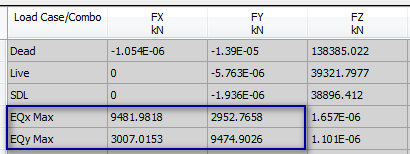 Load Case/Combo FX FY FZ
kN kN kN
Dead -1.054E-06 -1.39E-05 138385.022
Live 0 -5.763E-06 39321.7977
SDL 0 -1.936E-06 38896.412
EQx Max 9481.9818 2952.7658 1.657E-06
EQy Max 3007.0153 9474.9026 1.101E-06